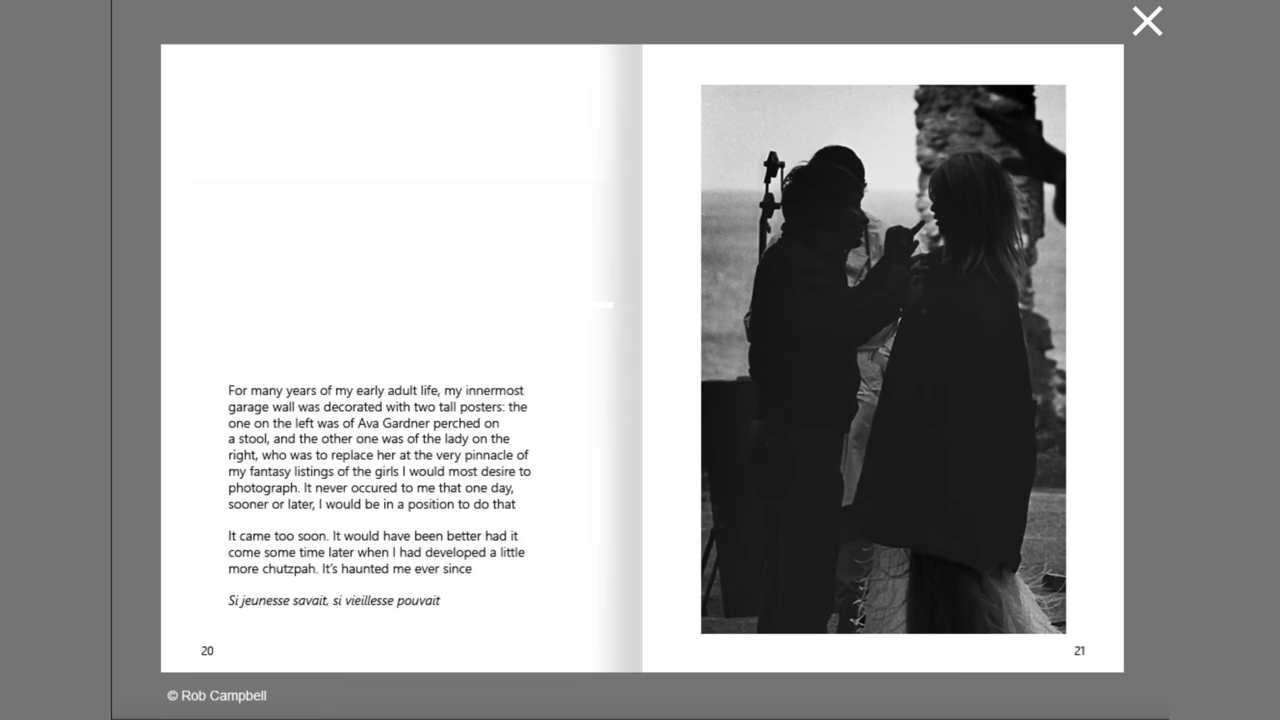 For many years of my early adult life, my innermost
garage wall was decorated with two tall posters: the
one on the left was of Ava Gardner perched on
a stool, and the other one was of the lady on the
right, who was to replace her at the very pinnacle of
my fantasy listings of the girls I would most desire to
photograph. It never occured to me that one day,
sooner or later, I would be in a position to do that
It came too soon. It would have been better had it
come some time later when I had developed a little
more chutzpah. It's haunted me ever since
Si jeunesse savait, si vieillesse pouvait
20
21
© Rob Campbell